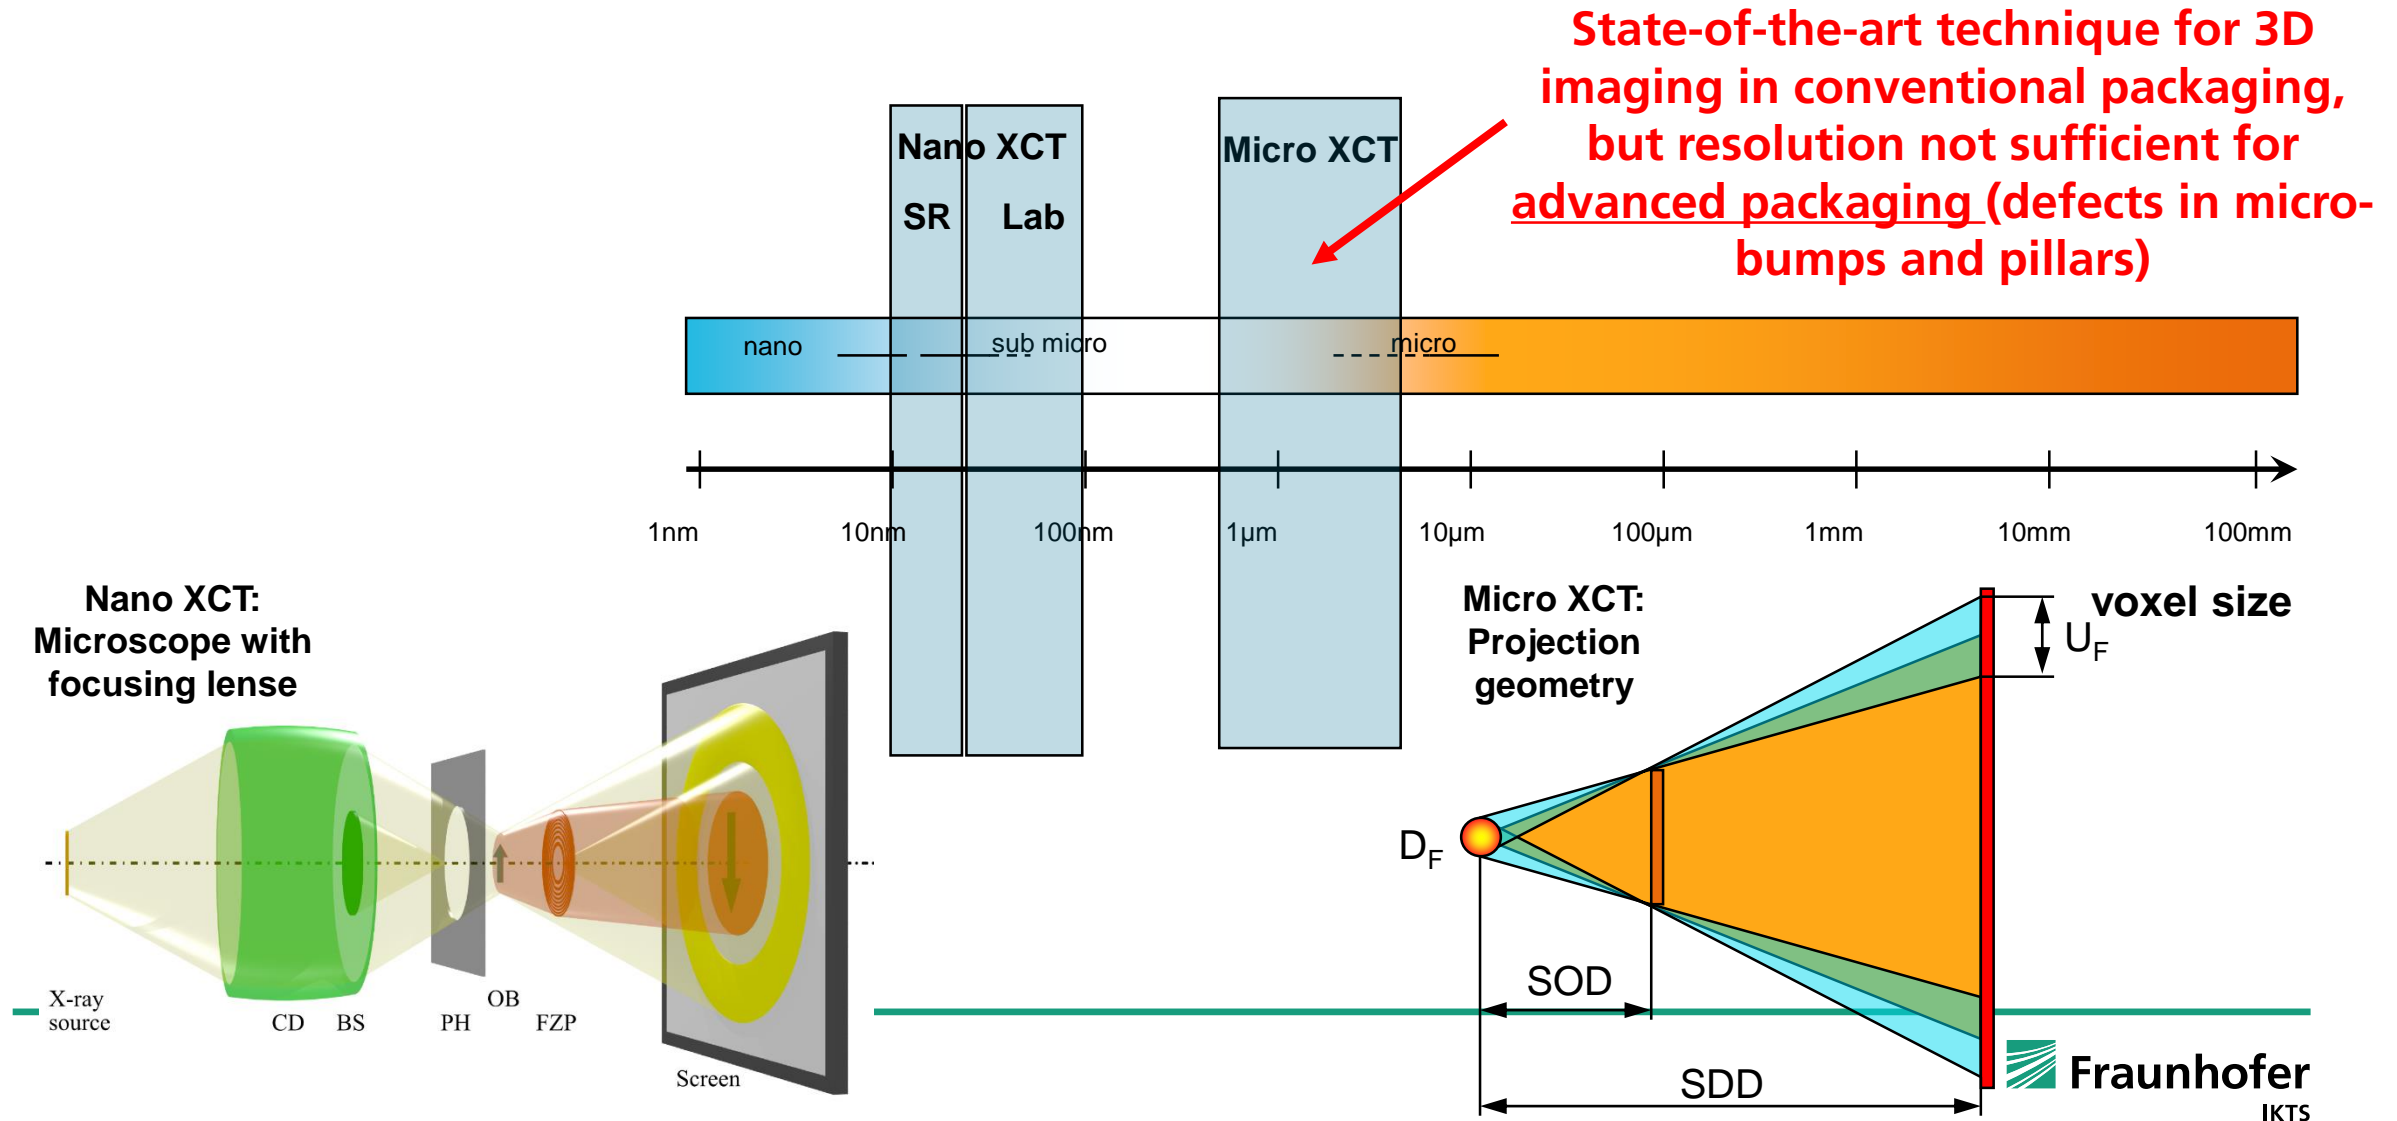 State-of-the-art technique for 3D
imaging in conventional packaging,
but resolution not sufficient for
advanced packaging (defects in micro-
bumps and pillars)
Nano XCT
SR Lab
Micro XCT
nano
sub micro
micro
1nm
10nm
100nm
1µm
10µm
100µm
1mm
10mm
100mm
voxel size
Nano XCT:
Microscope with
focusing lense
X-ray
source
CD
BS
PH
OB
FZP
Screen
Micro XCT:
Projection
geometry
UF
DF
SOD
SDD
Fraunhofer
IKTS